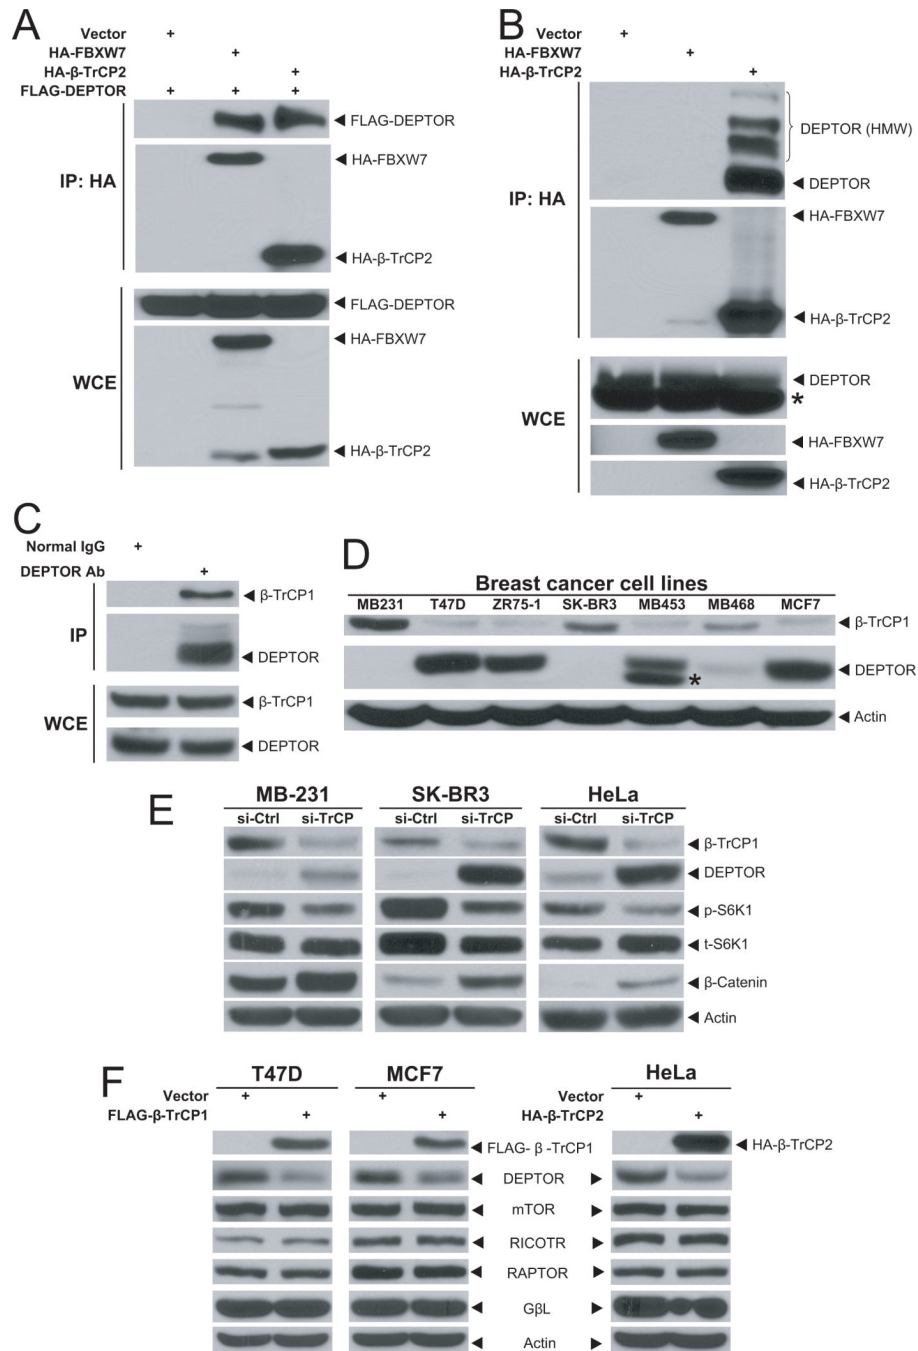 A
Vector + 
HA-FBXW7 +
HA-β-TrCP2 +
FLAG-DEPTOR + + +
IP: HA
FLAG-DEPTOR
HA-FBXW7
HA-β-TrCP2
WCE
FLAG-DEPTOR
HA-FBXW7
HA-β-TrCP2
B
Vector +
HA-FBXW7 +
HA-β-TrCP2 +
IP: HA
DEPTOR (HMW)
DEPTOR
HA-FBXW7
HA-β-TrCP2
WCE
DEPTOR
*
HA-FBXW7
HA-β-TrCP2
C
Normal IgG +
DEPTOR Ab +
IP
β-TrCP1
DEPTOR
WCE
β-TrCP1
DEPTOR
D
Breast cancer cell lines
MB231 T47D ZR75-1 SK-BR3 MB453 MB468 MCF7
β-TrCP1
DEPTOR
*
Actin
E
MB-231 SK-BR3 HeLa
si-Ctrl si-TrCP si-Ctrl si-TrCP si-Ctrl si-TrCP
β-TrCP1
DEPTOR
p-S6K1
t-S6K1
β-Catenin
Actin
F
T47D MCF7 HeLa
Vector + + Vector +
FLAG-β-TrCP1 + + HA-β-TrCP2 +
FLAG- β -TrCP1 HA-β-TrCP2
DEPTOR
mTOR
RICOTR
RAPTOR
GβL
Actin